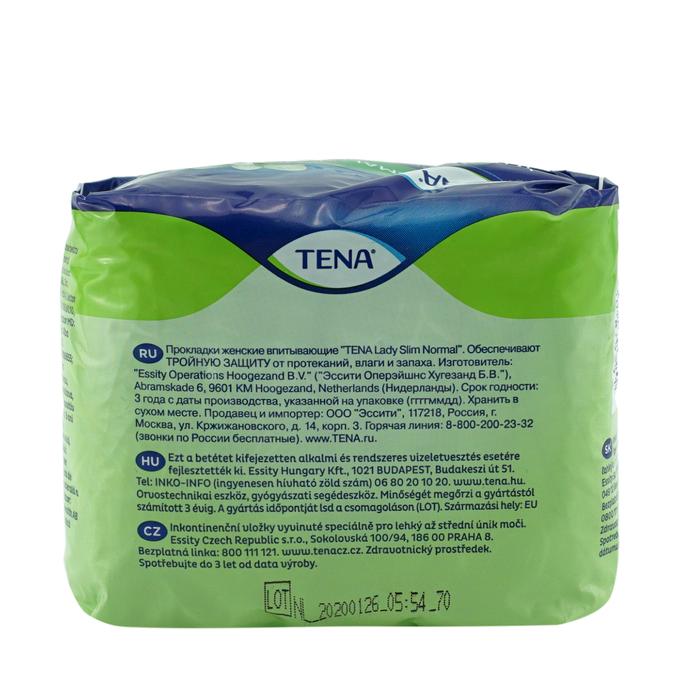 TENA®
RU Прокладки женские впитывающие "TENA Lady Slim Normal". Обеспечивают
ТРОЙНУЮ ЗАЩИТУ от протеканий, влаги и запаха. Изготовитель:
"Essity Operations Hoogezand B.V." ("Эссити Оперэйшнс Хугезанд Б.В."),
Abramskade 6, 9601 KM Hoogezand, Netherlands (Нидерланды). Срок годности:
3 года с даты производства, указанной на упаковке (ггггммдд). Хранить в
сухом месте. Продавец и импортер: ООО "Эссити", 117218, Россия, г.
Москва, ул. Кржижановского, д. 14, корп. 3. Горячая линия: 8-800-200-23-32
(звонки по России бесплатные). www.TENA.ru.
HU Ezt a betétet kifejezetten alkalmi és rendszeres vizeletvesztés esetére
fejlesztették ki. Essity Hungary Kft., 1021 BUDAPEST, Budakeszi út 51.
Tel: INKO-INFO (ingyenesen hívható zöld szám) 06 80 20 10 20. www.tena.hu.
Orvostechnikai eszköz, gyógyászati segédeszköz. Minőségét megőrzi a gyártástól
számított 3 évig. A gyártás időpontját lsd a csomagoláson (LOT). Származási hely: EU
CZ Inkontinenční vložky vyvinuté speciálně pro lehký až střední únik moči.
Essity Czech Republic s.r.o., Sokolovská 100/94, 186 00 PRAHA 8.
Bezplatná linka: 800 111 121. www.tenacz.cz. Zdravotnický prostředek.
Spotřebujte do 3 let od data výroby.
LOT NL_20200126_05:54_70
SK